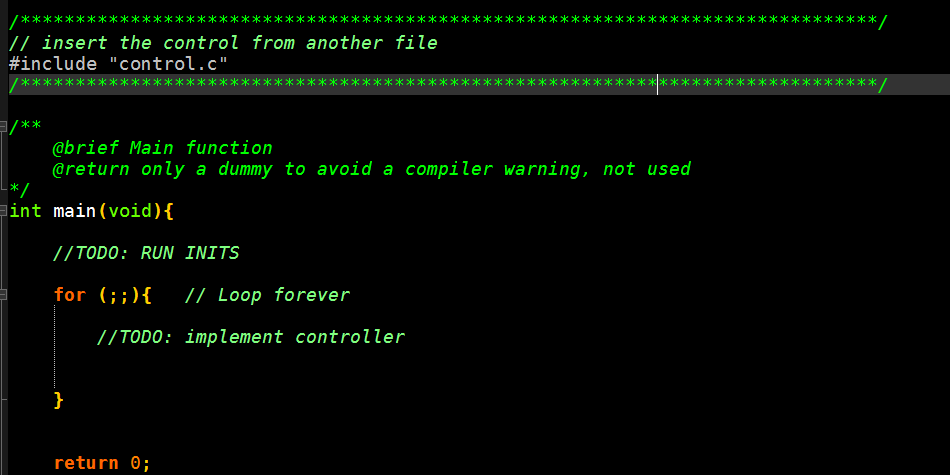 /******************************************************************************/
// insert the control from another file
#include "control.c"
/******************************************************************************/
/**
@brief Main function
@return only a dummy to avoid a compiler warning, not used
*/
int main(void){
//TODO: RUN INITS
for (;;){   // Loop forever
//TODO: implement controller
}
return 0;